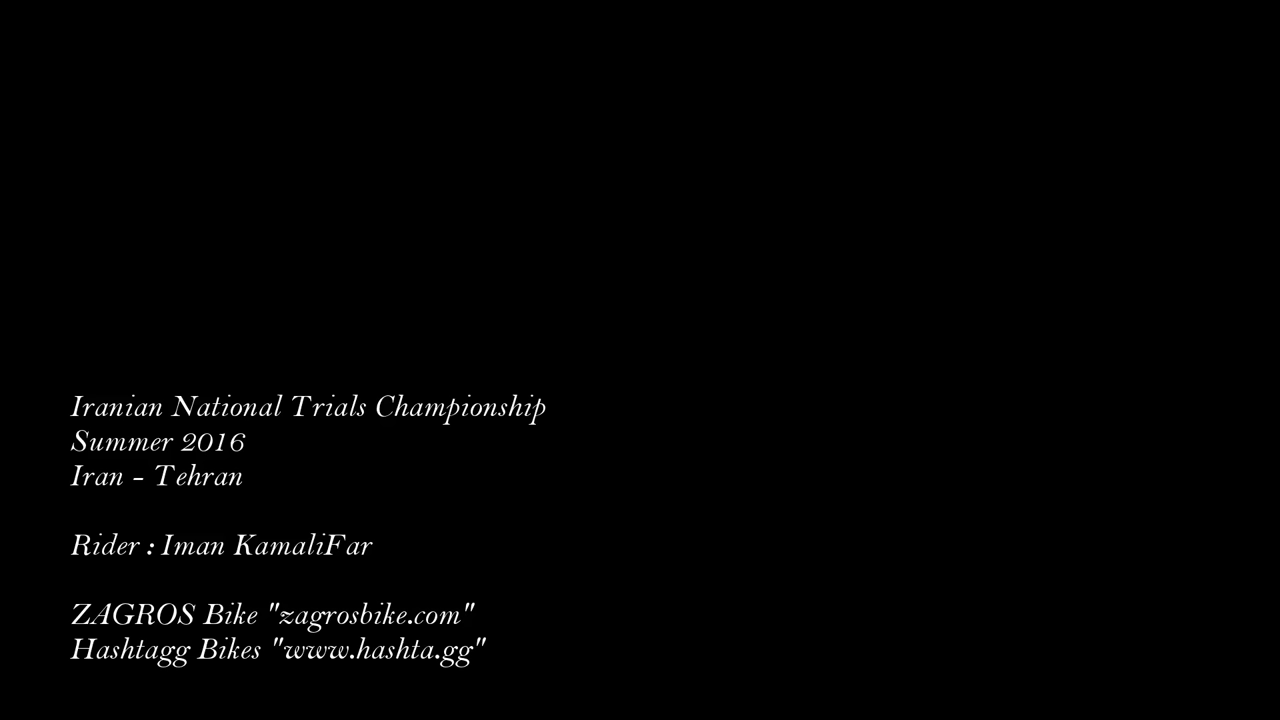 Iranian National Trials Championship
Summer 2016
Iran - Tehran
Rider : Iman KamaliFar
ZAGROS Bike "zagrosbike.com"
Hashtagg Bikes "www.hashta.gg"